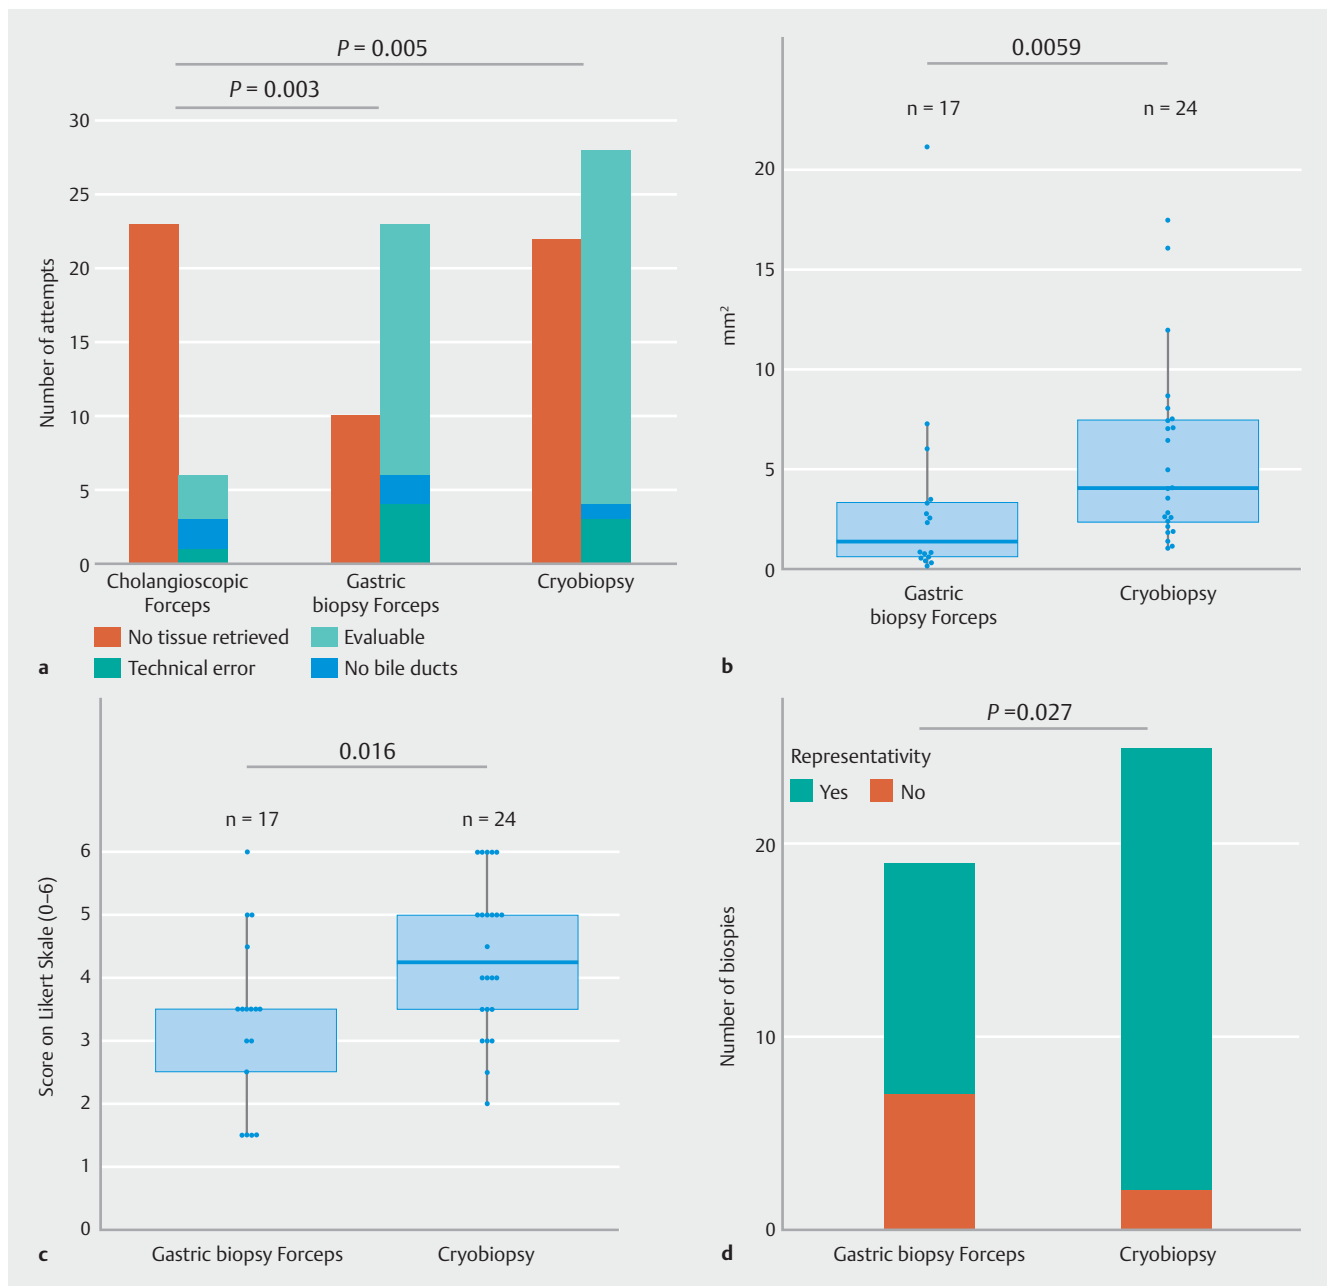 P = 0.005
P = 0.003
30
25
20
15
10
5
0
Number of attempts
Cholangioscopic
Forceps
Gastric
biopsy Forceps
Cryobiopsy
No tissue retrieved
Evaluable
Technical error
No bile ducts
a
0.0059
n = 17
n = 24
20
15
10
5
0
mm²
Gastric
biopsy Forceps
Cryobiopsy
b
0.016
n = 17
n = 24
6
5
4
3
2
1
0
Score on Likert Skale (0–6)
Gastric biopsy Forceps
Cryobiopsy
c
P =0.027
Representativity
Yes
No
20
10
0
Number of biospies
Gastric biopsy Forceps
Cryobiopsy
d